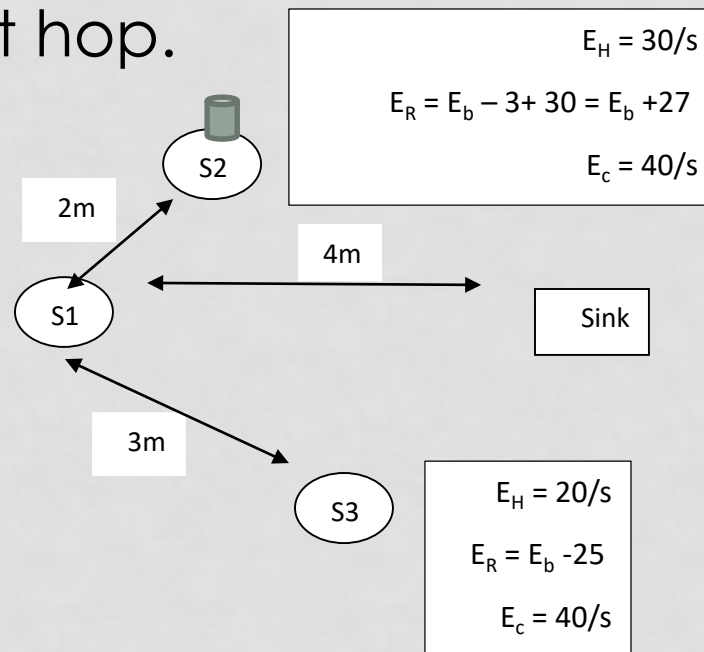 t hop.
E_H = 30/s
E_R = E_b – 3+ 30 = E_b +27
E_c = 40/s
S2
2m
4m
S1
Sink
3m
S3
E_H = 20/s
E_R = E_b -25
E_c = 40/s